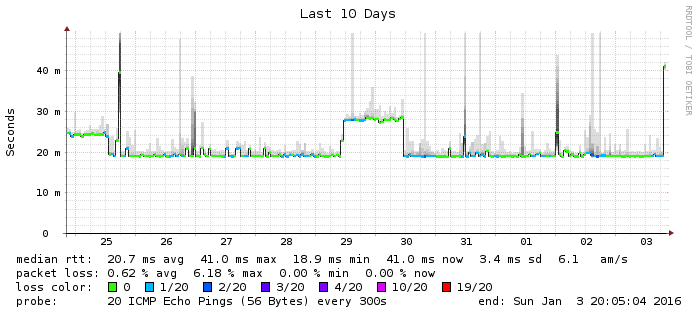 Last 10 Days
RRDTOOL / TOBI OETIKER
Seconds
40 m
30 m
20 m
10 m
0
25 26 27 28 29 30 31 01 02 03
median rtt: 20.7 ms avg 41.0 ms max 18.9 ms min 41.0 ms now 3.4 ms sd 6.1 am/s
packet loss: 0.62 % avg 6.18 % max 0.00 % min 0.00 % now
loss color: 0 1/20 2/20 3/20 4/20 10/20 19/20
probe: 20 ICMP Echo Pings (56 Bytes) every 300s end: Sun Jan 3 20:05:04 2016